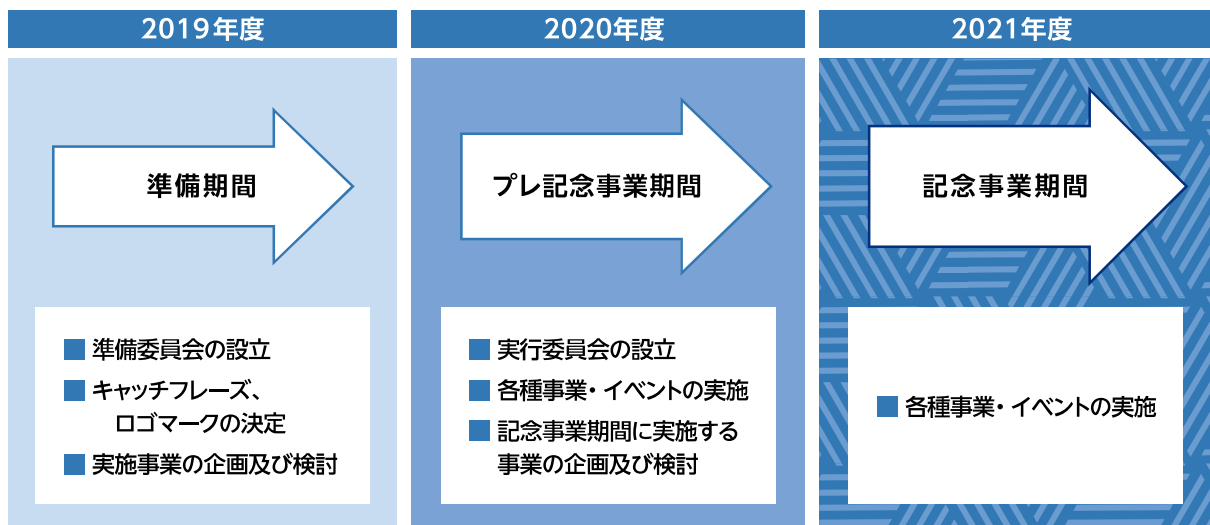 2019年度
準備期間
■ 準備委員会の設立
■ キャッチフレーズ、
ロゴマークの決定
■ 実施事業の企画及び検討
2020年度
プレ記念事業期間
■ 実行委員会の設立
■ 各種事業・イベントの実施
■ 記念事業期間に実施する
事業の企画及び検討
2021年度
記念事業期間
■ 各種事業・イベントの実施